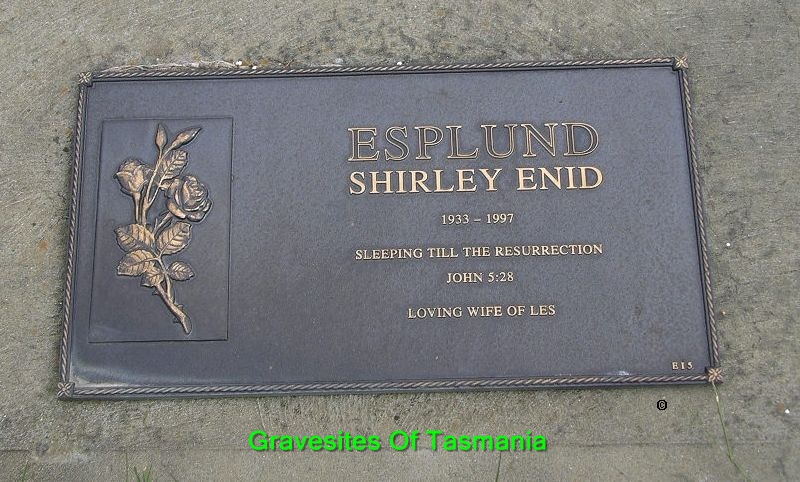 ESPLUND
SHIRLEY ENID
1933 – 1997
SLEEPING TILL THE RESURRECTION
JOHN 5:28
LOVING WIFE OF LES
E I 5
©
Gravesites Of Tasmania